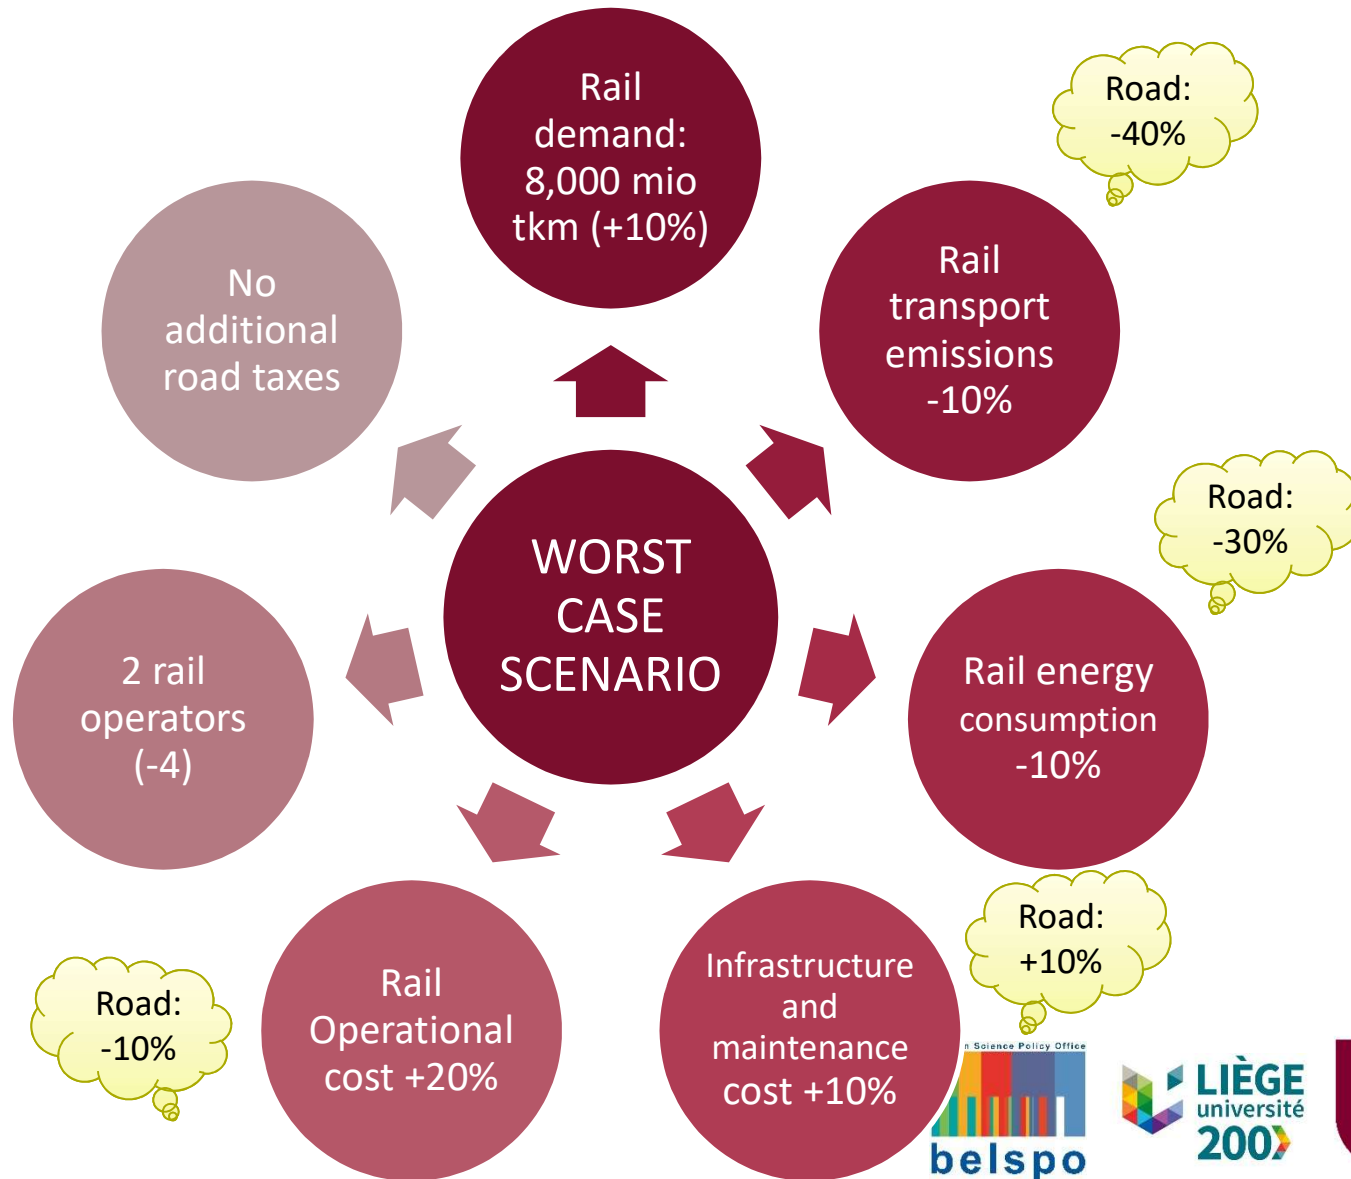 Rail
demand:
8,000 mio
tkm (+10%)
Road:
-40%
Rail
transport
emissions
-10%
Road:
-30%
Rail energy
consumption
-10%
Road:
+10%
Infrastructure
and
maintenance
cost +10%
Rail
Operational
cost +20%
Road:
-10%
2 rail
operators
(-4)
No
additional
road taxes
WORST
CASE
SCENARIO
n Science Policy Office
belspo
LIÈGE
université
200